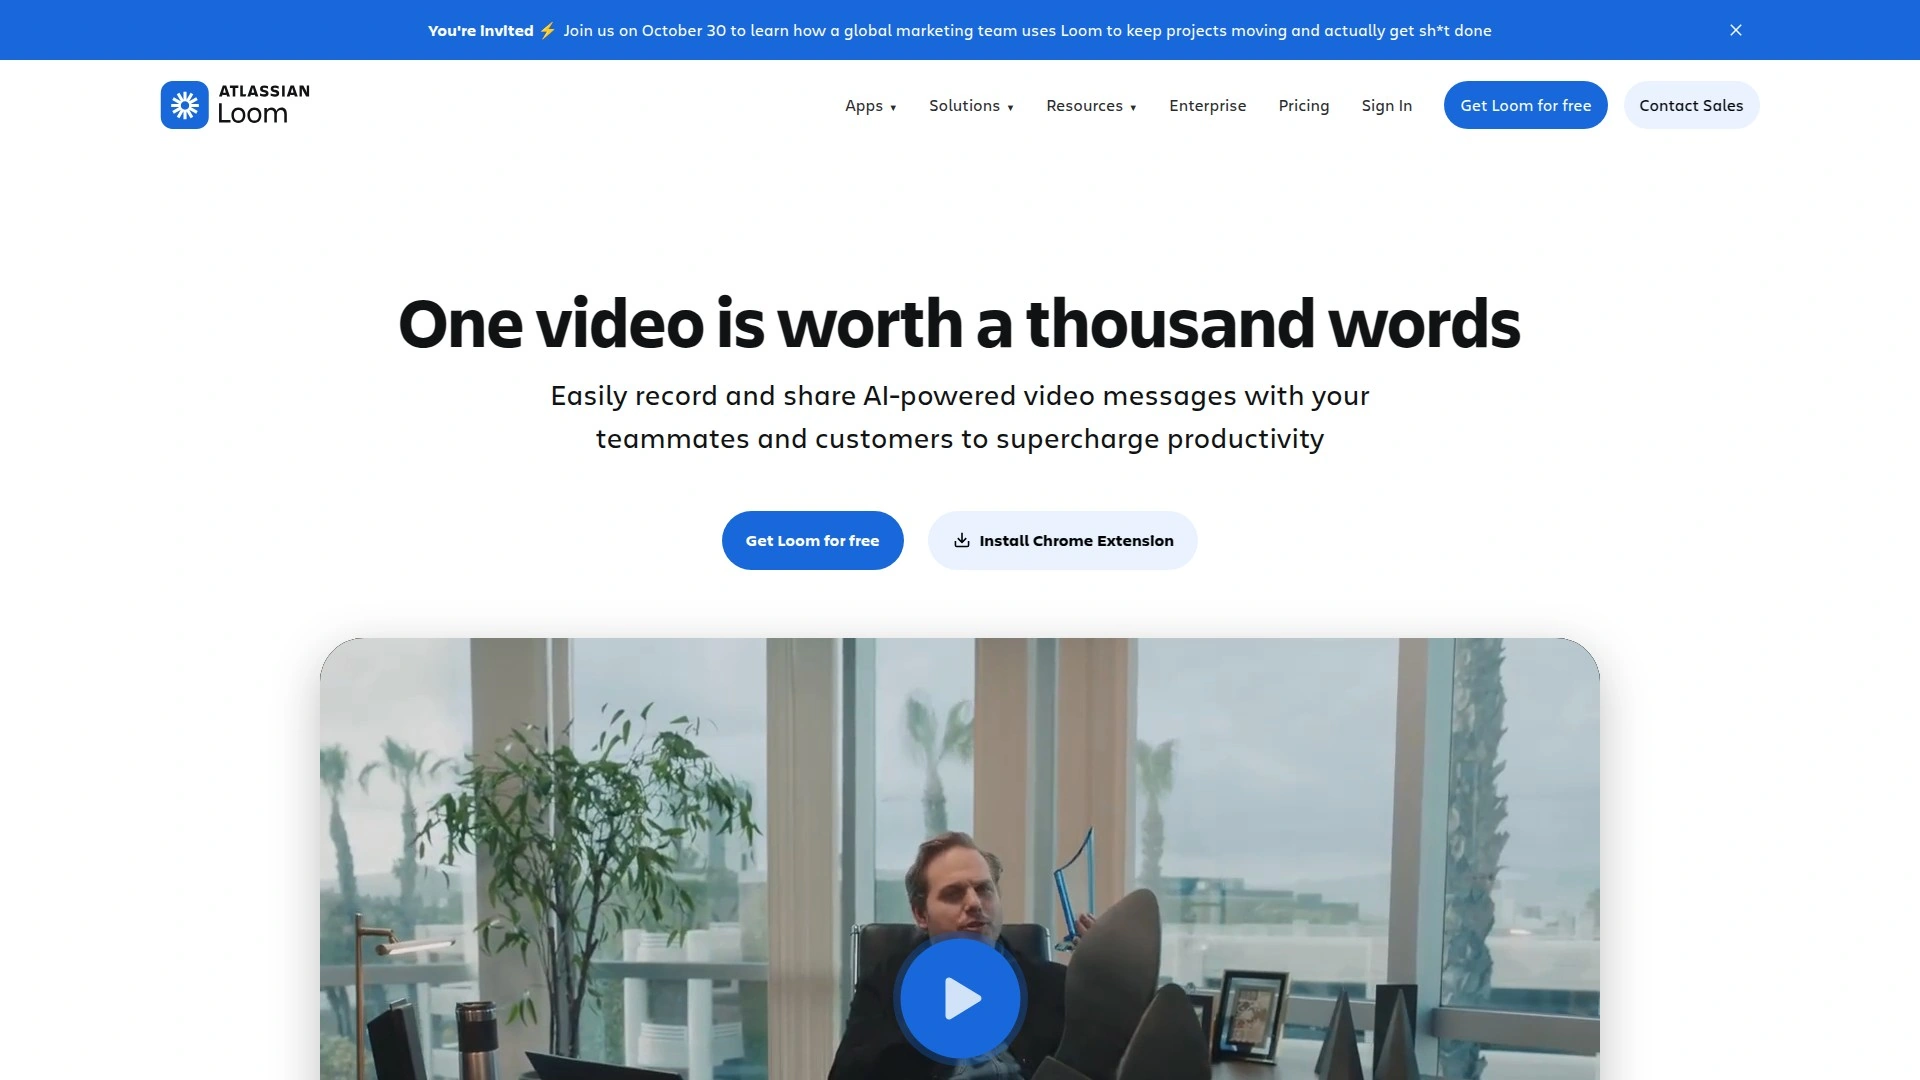 You're Invited ⚡ Join us on October 30 to learn how a global marketing team uses Loom to keep projects moving and actually get sh*t done
ATLASSIAN
Loom
Apps ▾ Solutions ▾ Resources ▾ Enterprise Pricing Sign In Get Loom for free Contact Sales
One video is worth a thousand words
Easily record and share AI-powered video messages with your
teammates and customers to supercharge productivity
Get Loom for free Install Chrome Extension